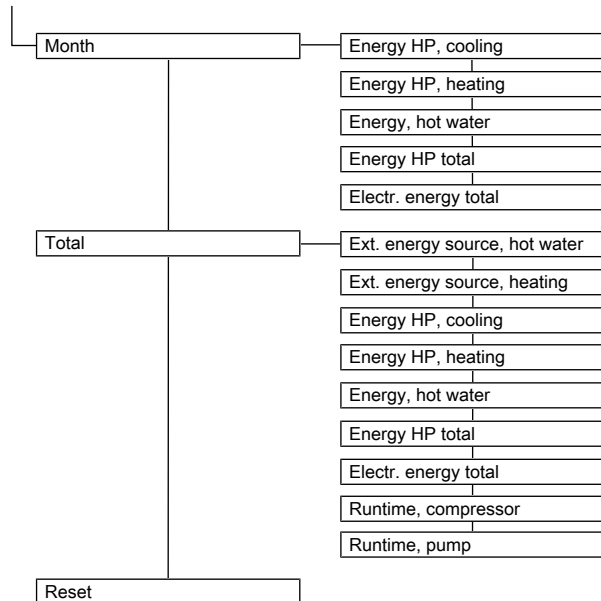 Month
Energy HP, cooling
Energy HP, heating
Energy, hot water
Energy HP total
Electr. energy total
Total
Ext. energy source, hot water
Ext. energy source, heating
Energy HP, cooling
Energy HP, heating
Energy, hot water
Energy HP total
Electr. energy total
Runtime, compressor
Runtime, pump
Reset